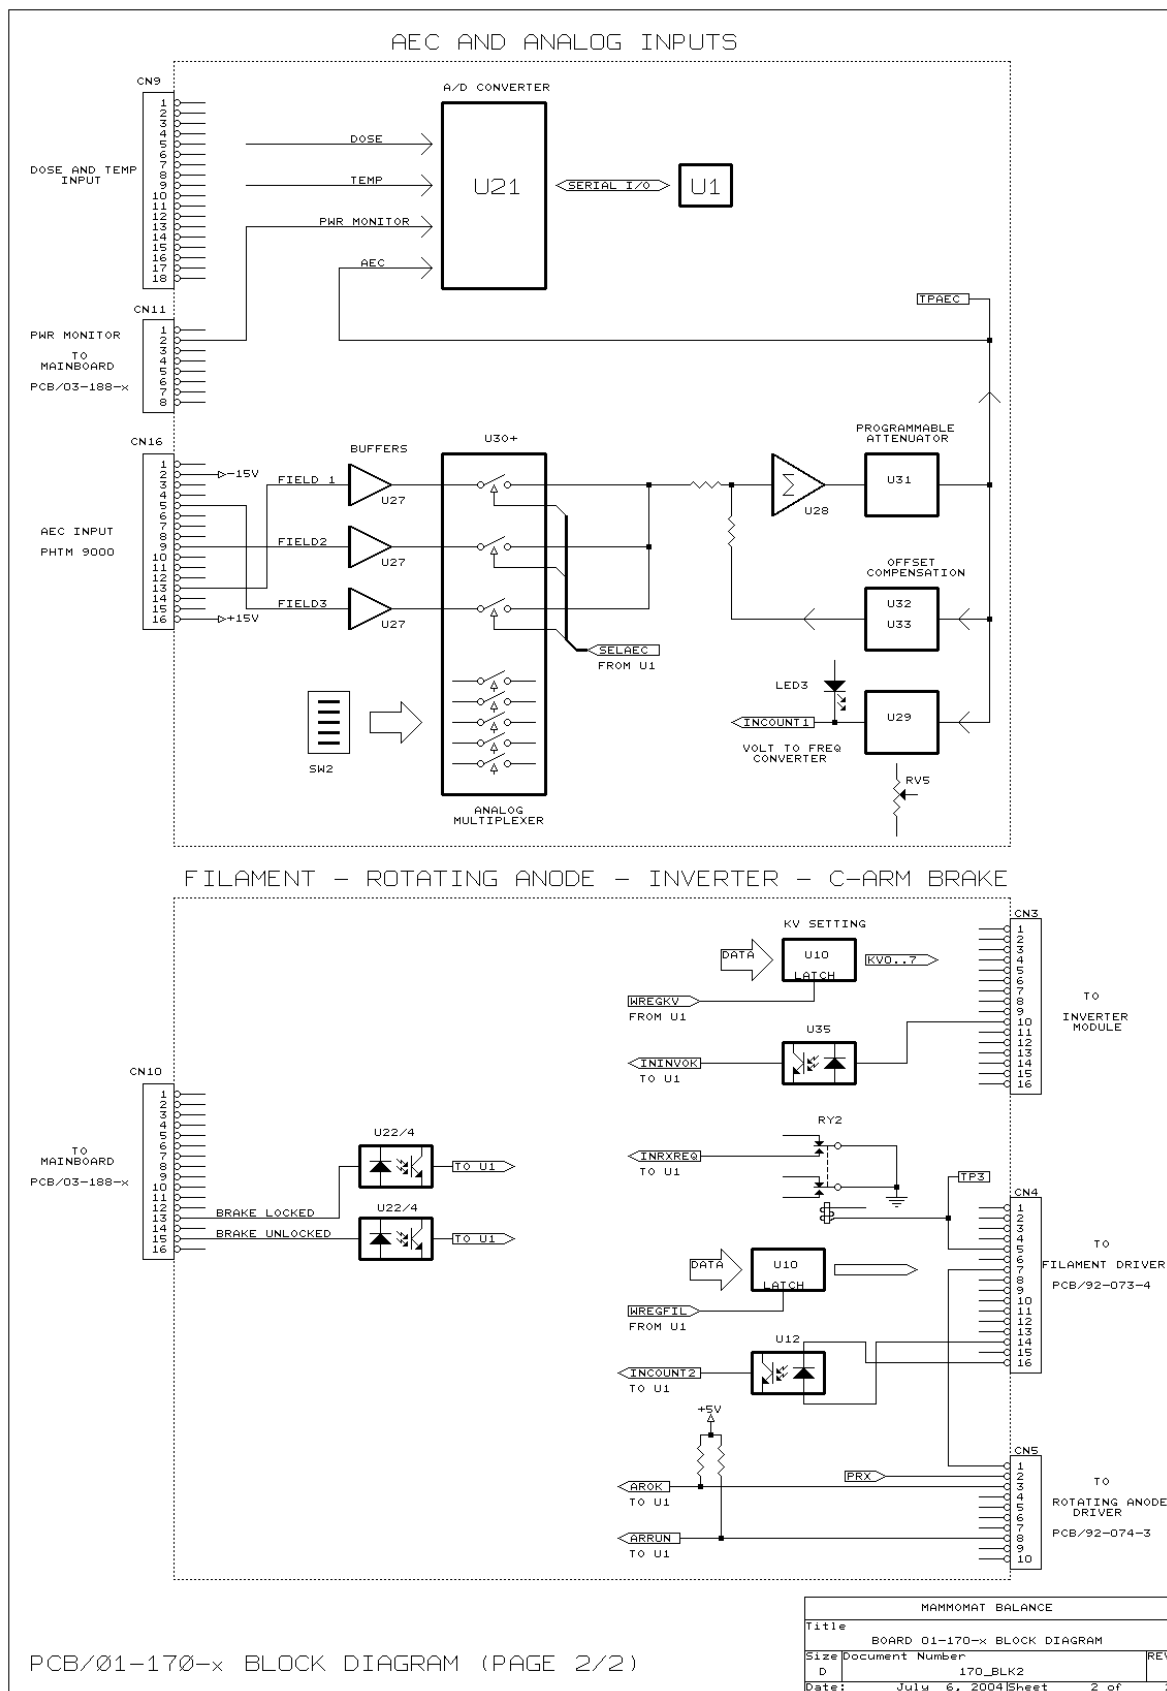 AEC AND ANALOG INPUTS
CN9
A/D CONVERTER
1
2
3
4
5
6
7
8
9
10
11
12
13
14
15
16
17
18
DOSE AND TEMP
INPUT
DOSE
TEMP
PWR MONITOR
AEC
U21
SERIAL I/O
U1
TPAEC
CN11
1
2
3
4
5
6
7
8
PWR MONITOR
TO
MAINBOARD
PCB/03-188-x
CN16
1
2
3
4
5
6
7
8
9
10
11
12
13
14
15
16
-15V
+15V
AEC INPUT
PHTM 9000
BUFFERS
FIELD 1
U27
FIELD2
U27
FIELD3
U27
U30+
SELAEC
FROM U1
SW2
ANALOG
MULTIPLEXER
Σ
U28
PROGRAMMABLE
ATTENUATOR
U31
OFFSET
COMPENSATION
U32
U33
LED3
INCOUNT1
U29
VOLT TO FREQ
CONVERTER
RV5
FILAMENT - ROTATING ANODE - INVERTER - C-ARM BRAKE
CN3
1
2
3
4
5
6
7
8
9
10
11
12
13
14
15
16
TO
INVERTER
MODULE
KV SETTING
DATA
U10
LATCH
KV0..7
WREGKV
FROM U1
U35
ININVOK
TO U1
CN10
1
2
3
4
5
6
7
8
9
10
11
12
13
14
15
16
TO
MAINBOARD
PCB/03-188-x
U22/4
TO U1
BRAKE LOCKED
U22/4
BRAKE UNLOCKED
TO U1
RY2
INRXREQ
TO U1
TP3
CN4
1
2
3
4
5
6
7
8
9
10
11
12
13
14
15
16
TO
FILAMENT DRIVER
PCB/92-073-4
DATA
U10
LATCH
WREGFIL
FROM U1
U12
INCOUNT2
TO U1
+5V
CN5
1
2
3
4
5
6
7
8
9
10
PRX
AROK
TO U1
ARRUN
TO U1
TO
ROTATING ANODE
DRIVER
PCB/92-074-3
MAMMOMAT BALANCE
Title
BOARD 01-170-x BLOCK DIAGRAM
Size
Document Number
REV
D
170_BLK2
Date:
July 6, 2004
Sheet
2 of
PCB/01-170-x BLOCK DIAGRAM (PAGE 2/2)